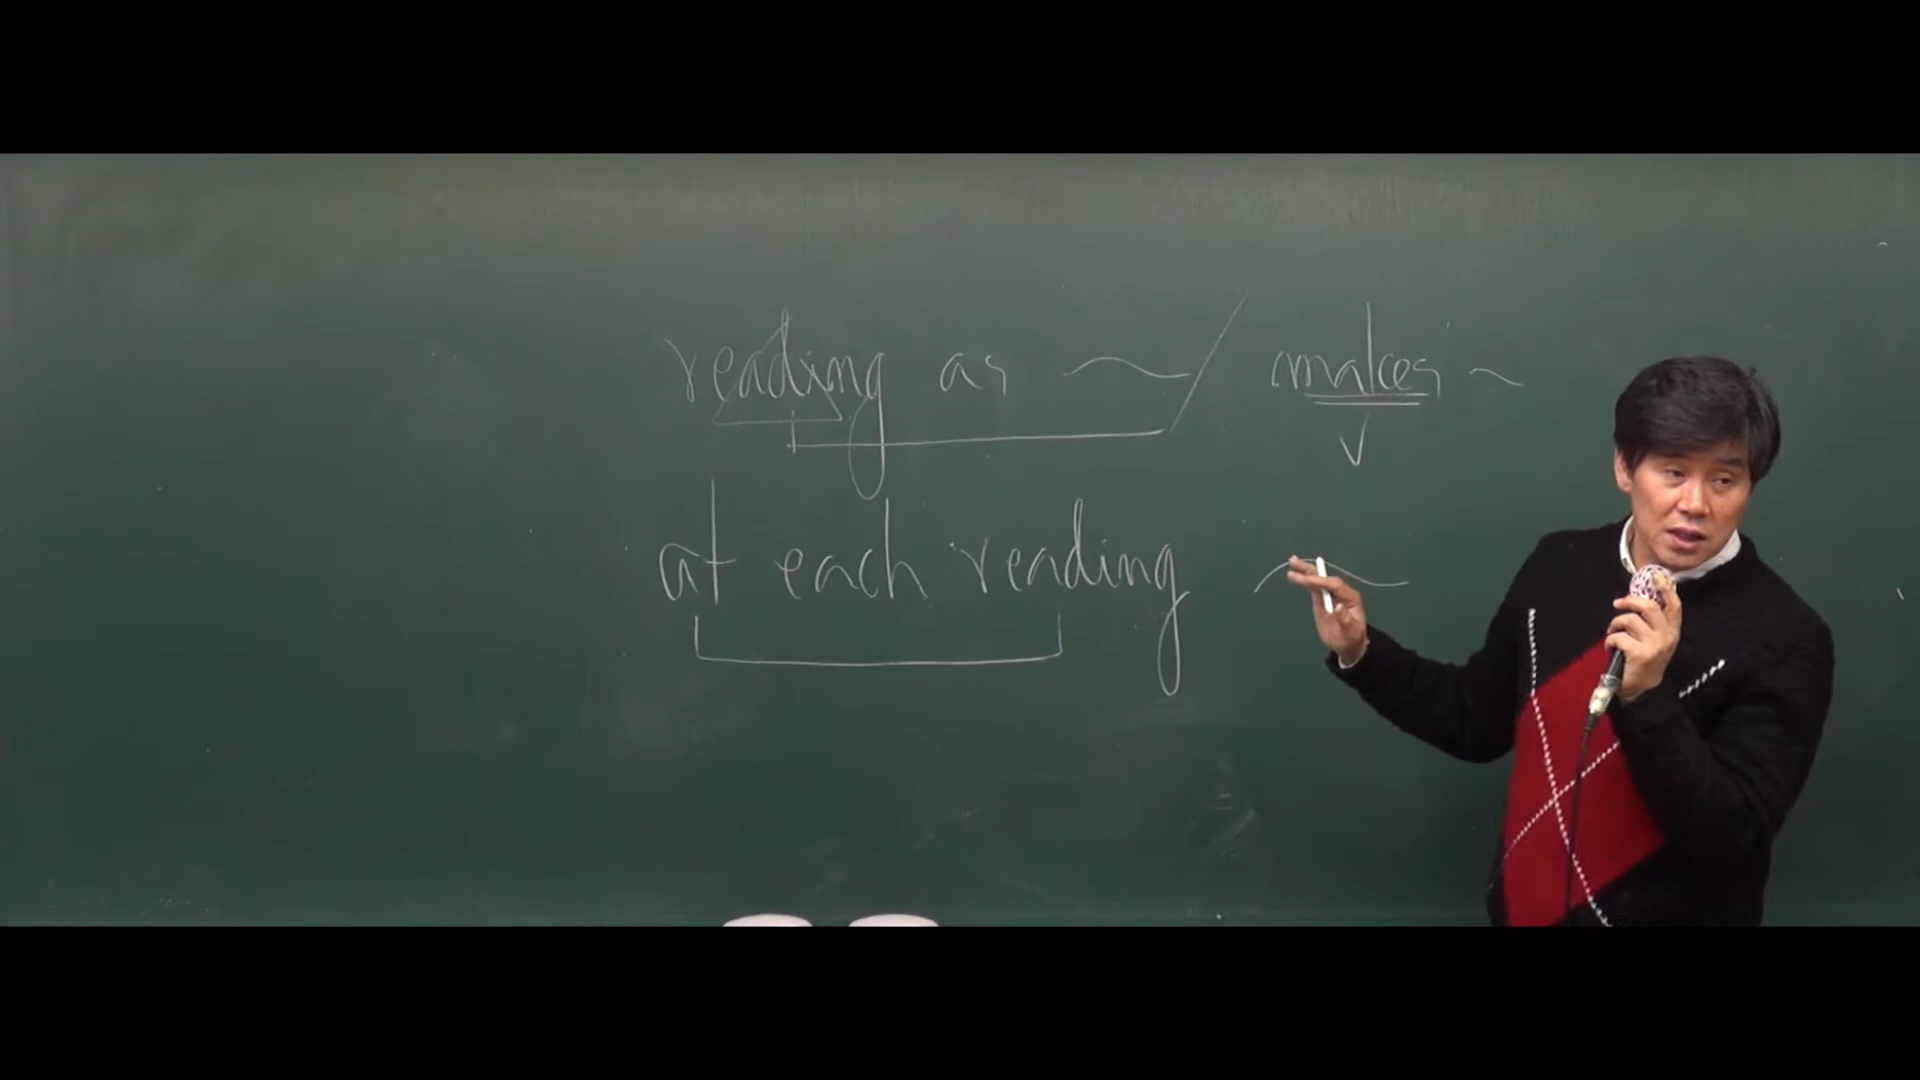 reading as ~ / makes ~
V
at each reading ~